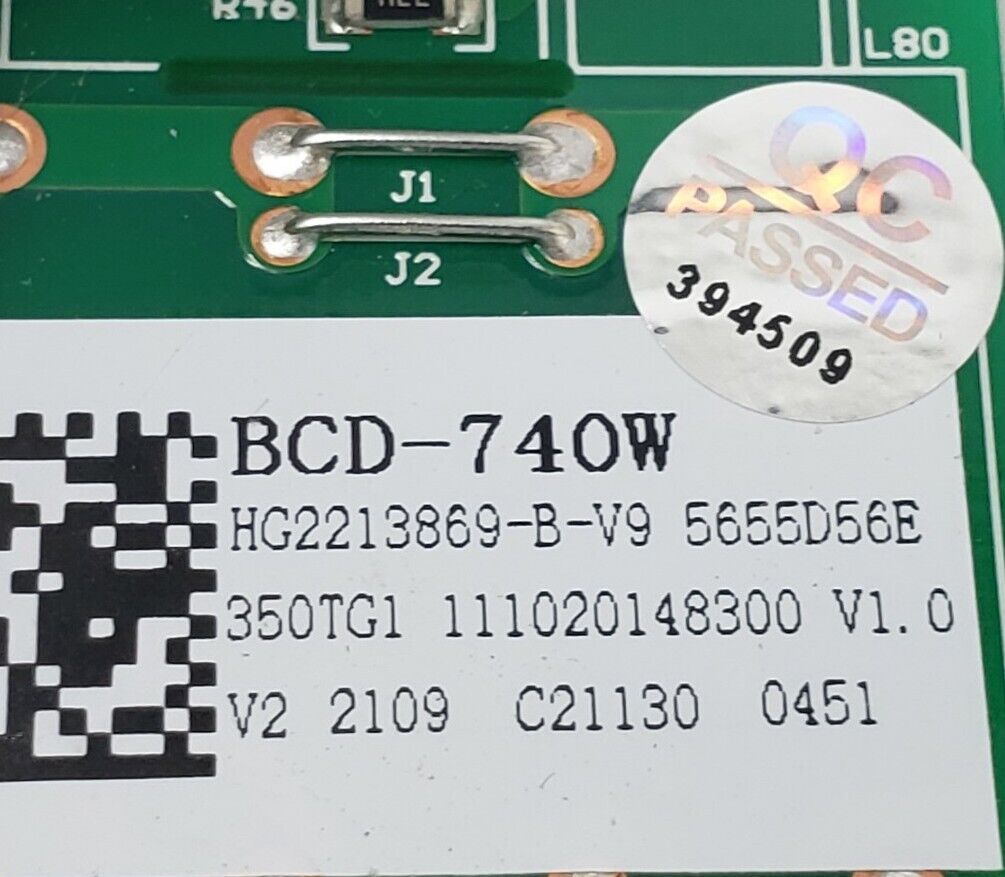 R46
L80
J1
J2
QC
PASSED
394509
BCD-740W
HG2213869-B-V9 5655D56E
350TG1 111020148300 V1.0
V2 2109 C21130 0451